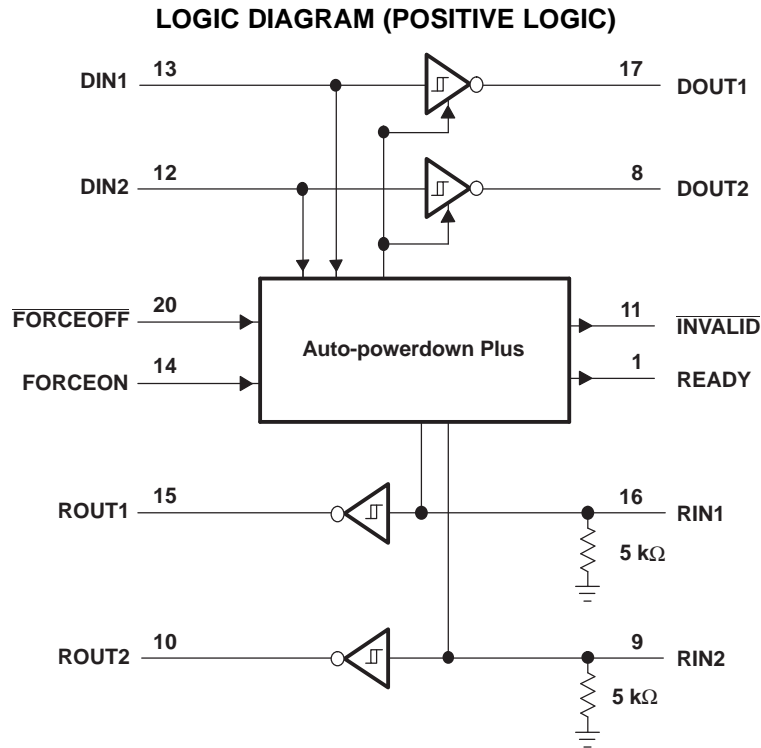 LOGIC DIAGRAM (POSITIVE LOGIC)
DIN1 13 17 DOUT1
DIN2 12 8 DOUT2
FORCEOFF 20 11 INVALID
Auto-powerdown Plus
FORCEON 14 1 READY
ROUT1 15 16 RIN1
5 kΩ
ROUT2 10 9 RIN2
5 kΩ